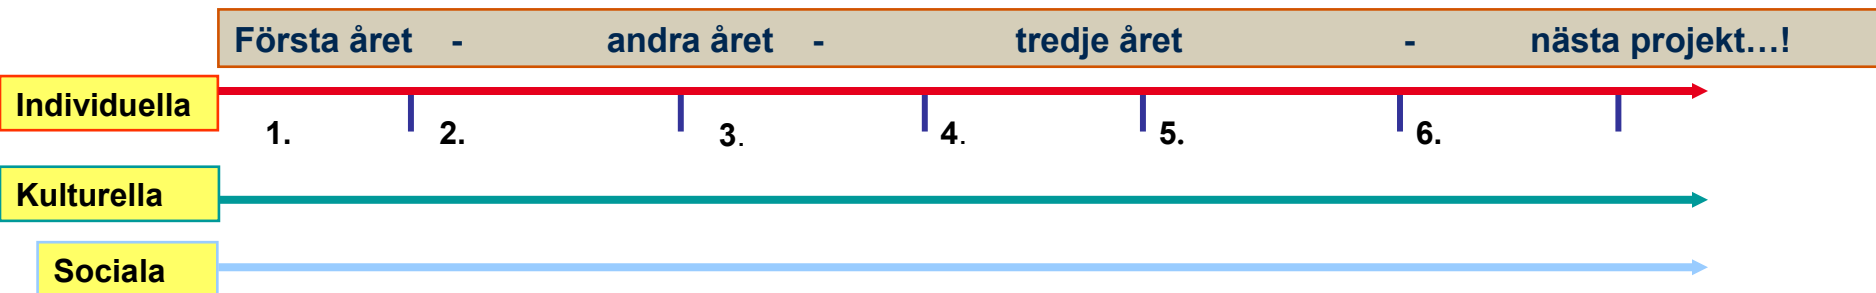 Första året - andra året - tredje året - nästa projekt…!
Individuella
1. 2. 3. 4. 5. 6.
Kulturella
Sociala